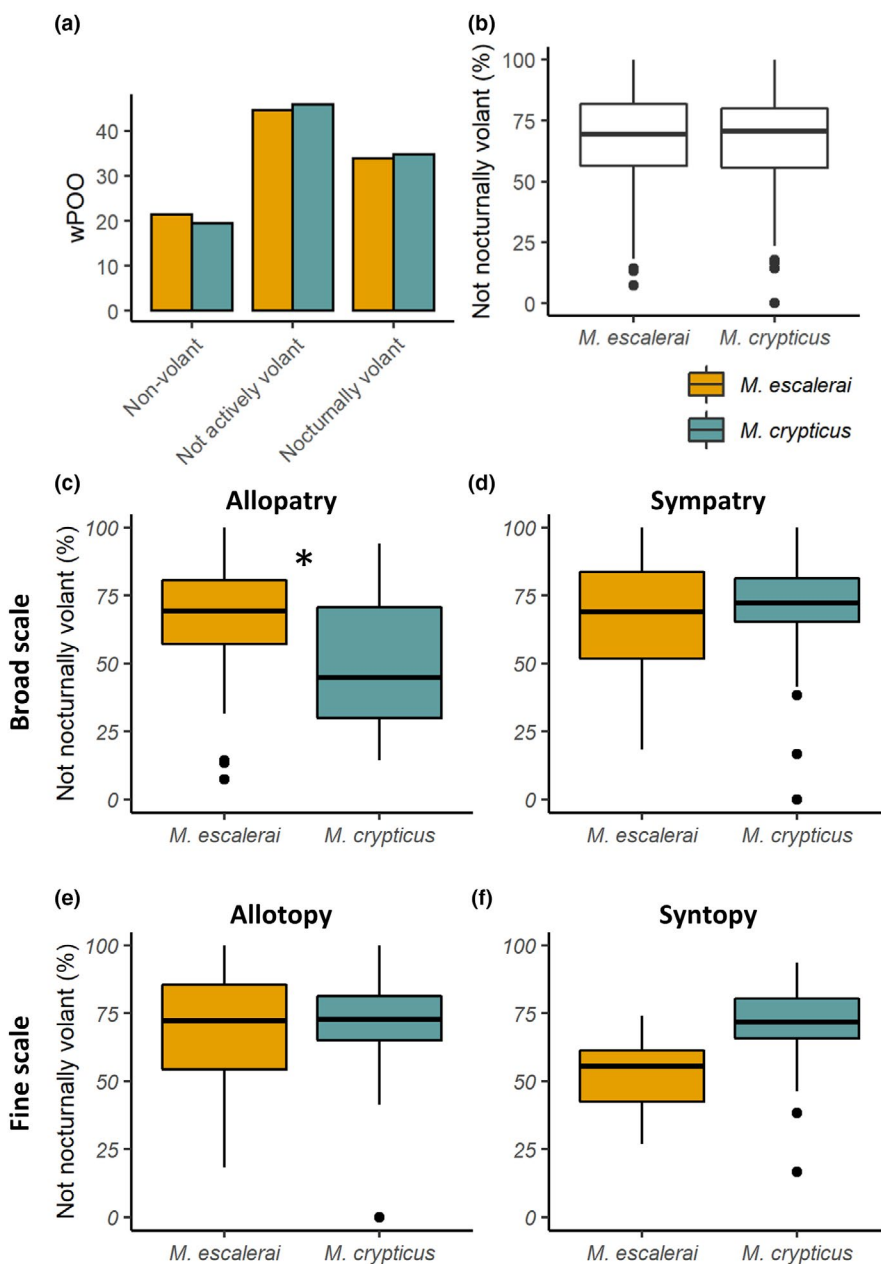 (a)
wPOO
40
30
20
10
0
Non-volant
Not actively volant
Nocturnally volant
(b)
Not nocturnally volant (%)
100
75
50
25
0
M. escalerai
M. crypticus
M. escalerai
M. crypticus
Broad scale
(c)
Allopatry
Not nocturnally volant (%)
100
75
50
25
0
*
M. escalerai
M. crypticus
(d)
Sympatry
100
75
50
25
0
M. escalerai
M. crypticus
Fine scale
(e)
Allotopy
Not nocturnally volant (%)
100
75
50
25
0
M. escalerai
M. crypticus
(f)
Syntopy
100
75
50
25
0
M. escalerai
M. crypticus